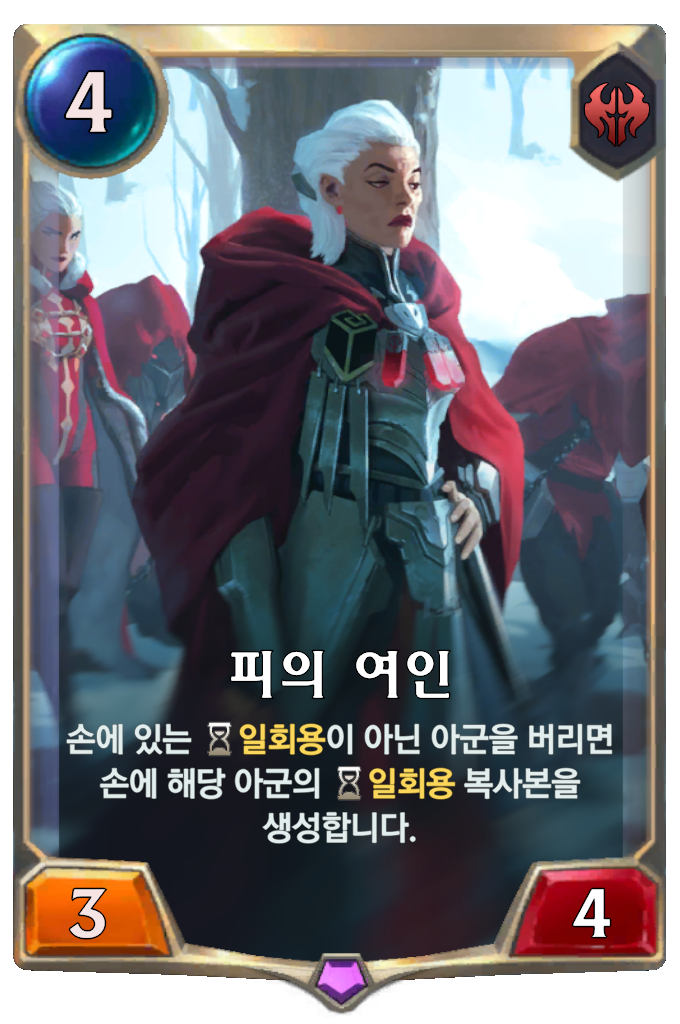 4
피의 여인
손에 있는 일회용이 아닌 아군을 버리면
손에 해당 아군의 일회용 복사본을
생성합니다.
3
4